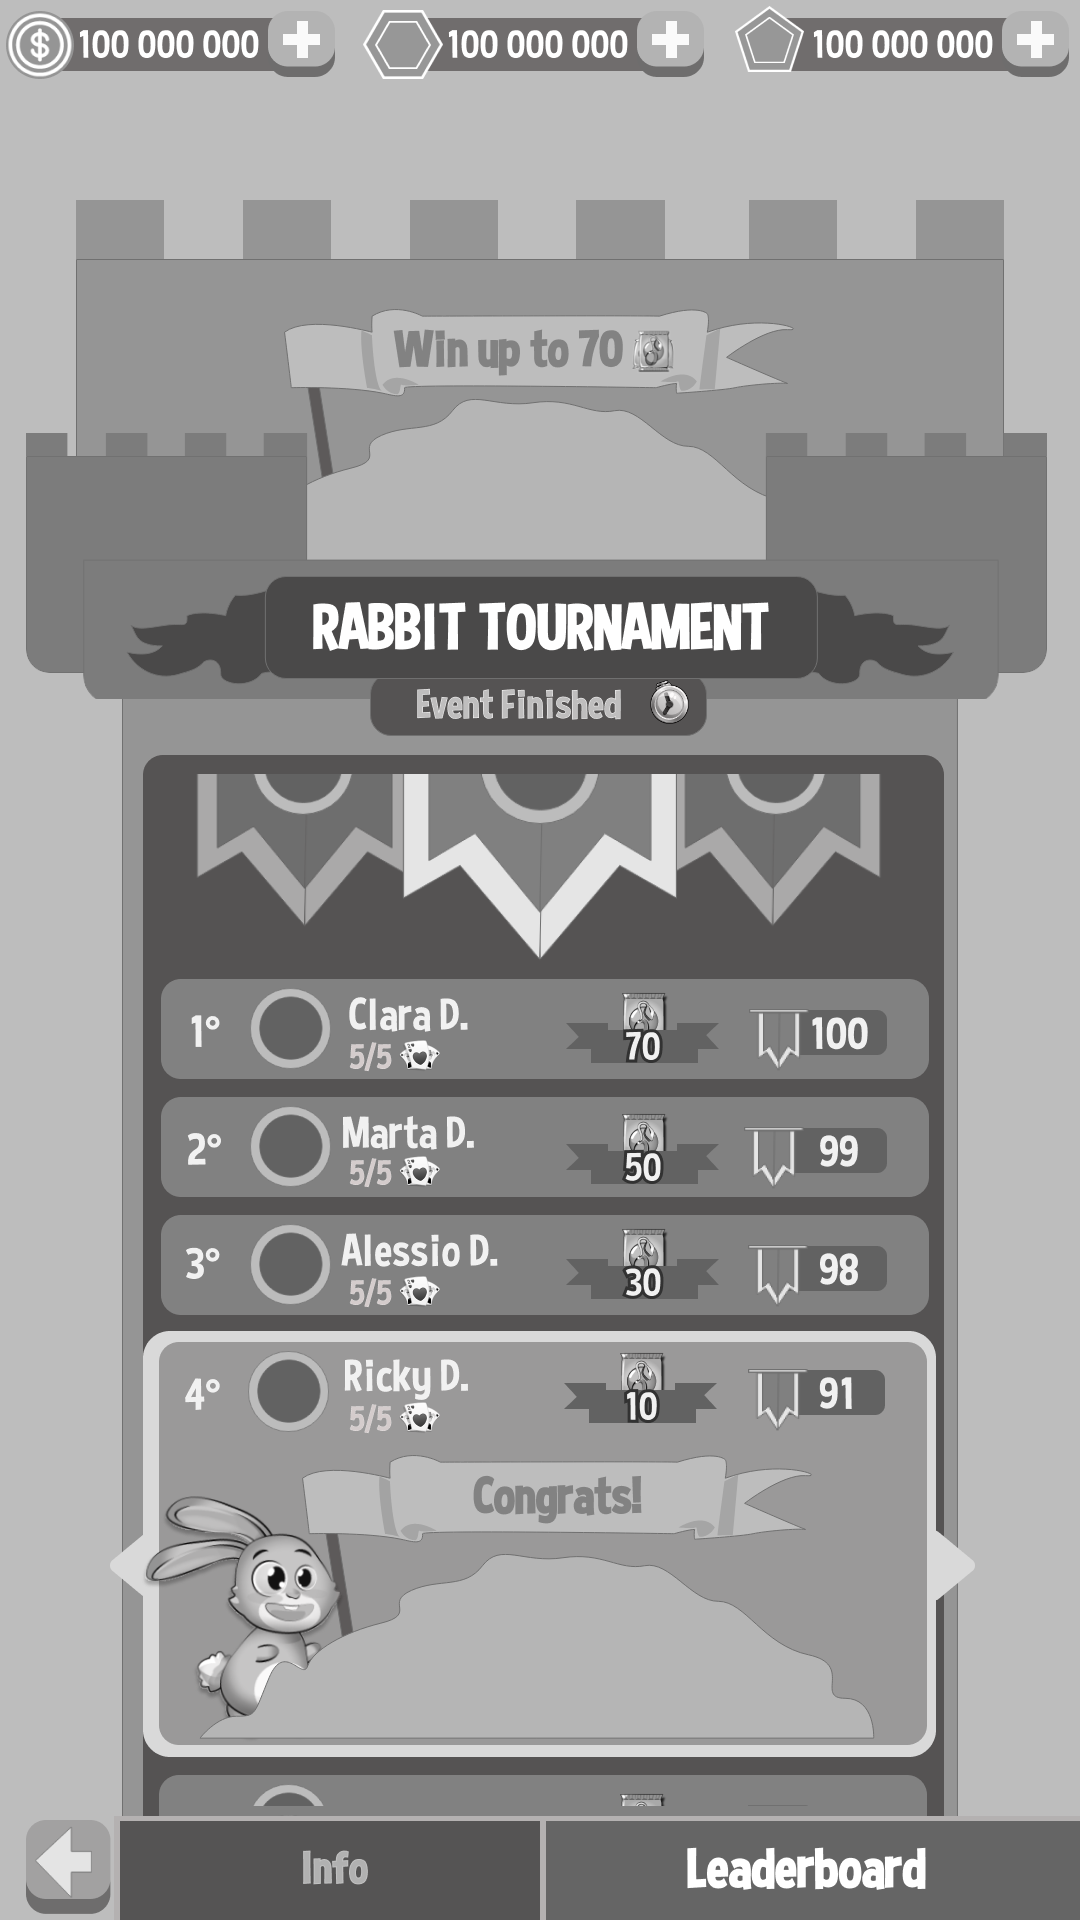 100 000 000 100 000 000 100 000 000
Win up to 70
RABBIT TOURNAMENT
Event Finished
1° Clara D. 70 100
5/5
2° Marta D. 50 99
5/5
3° Alessio D. 30 98
5/5
4° Ricky D. 10 91
5/5
Congrats!
Info Leaderboard